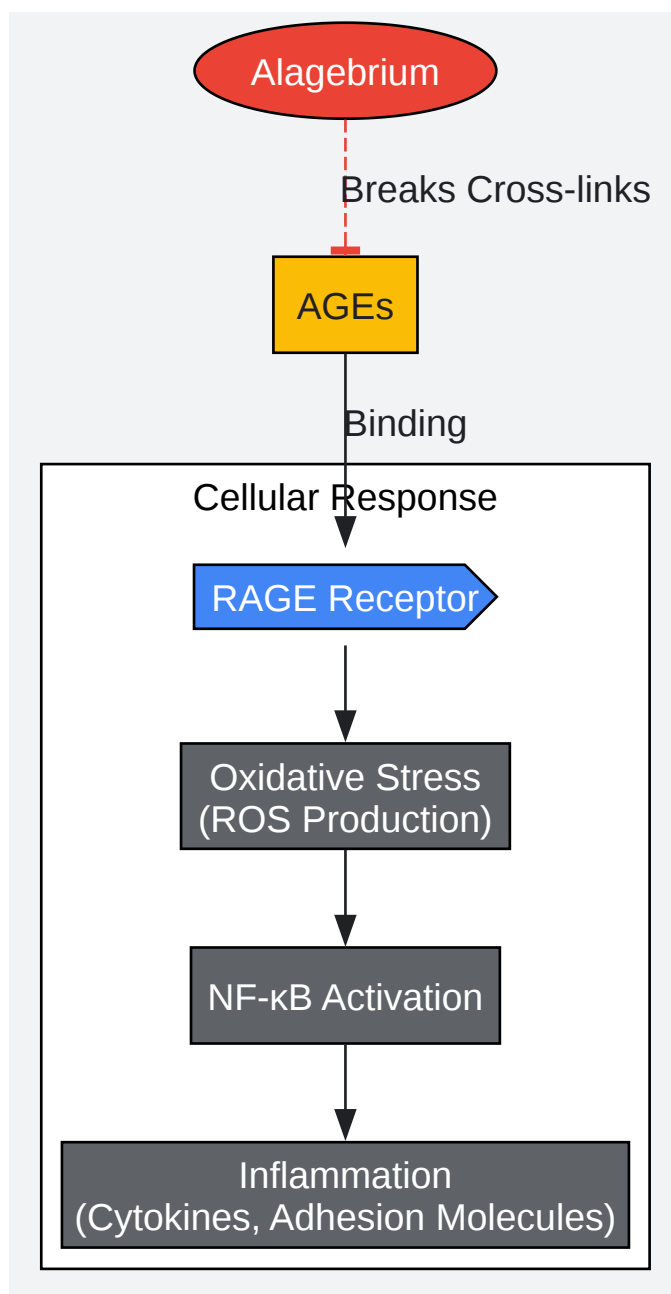 Alagebrium
Breaks Cross-links
AGEs
Binding
Cellular Response
RAGE Receptor
Oxidative Stress
(ROS Production)
NF-κB Activation
Inflammation
(Cytokines, Adhesion Molecules)